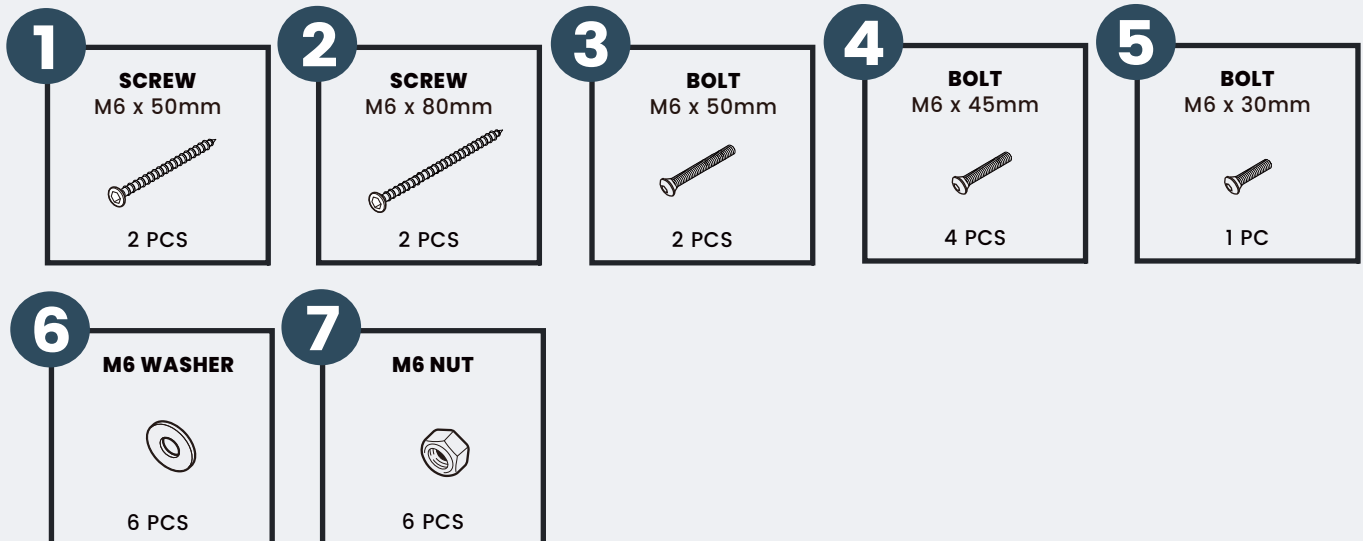 1
SCREW
M6 x 50mm
2 PCS
2
SCREW
M6 x 80mm
2 PCS
3
BOLT
M6 x 50mm
2 PCS
4
BOLT
M6 x 45mm
4 PCS
5
BOLT
M6 x 30mm
1 PC
6
M6 WASHER
6 PCS
7
M6 NUT
6 PCS